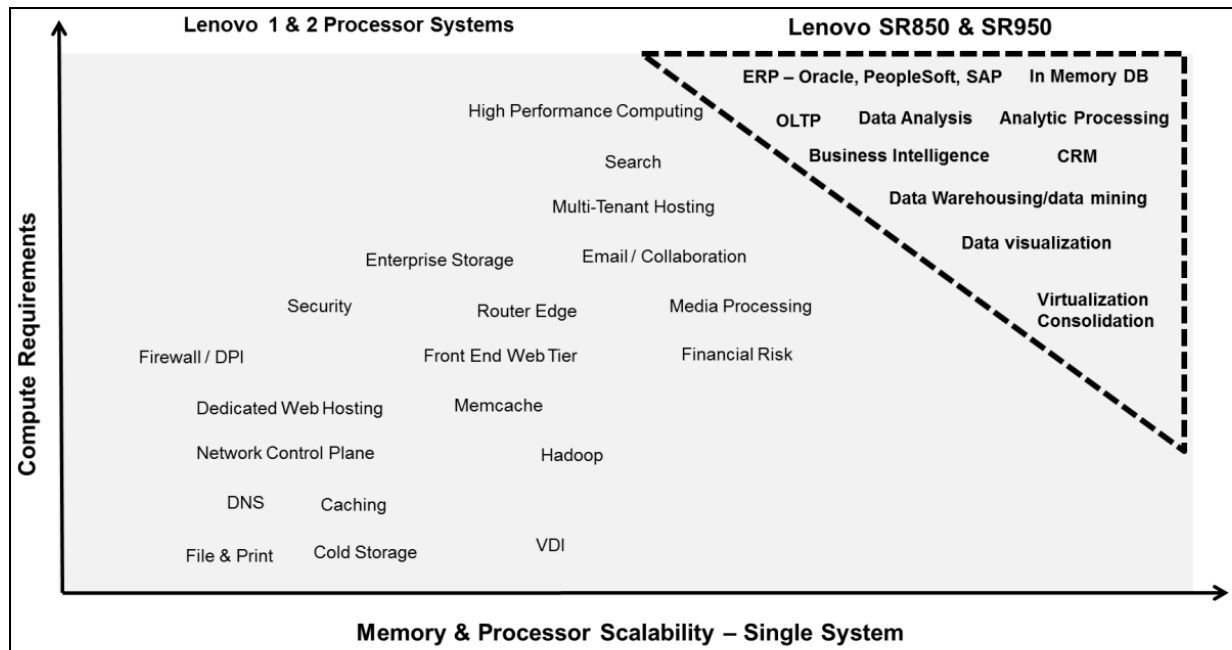 Lenovo 1 & 2 Processor Systems
Lenovo SR850 & SR950
ERP – Oracle, PeopleSoft, SAP
In Memory DB
High Performance Computing
OLTP
Data Analysis
Analytic Processing
Search
Business Intelligence
CRM
Multi-Tenant Hosting
Data Warehousing/data mining
Enterprise Storage
Email / Collaboration
Data visualization
Security
Router Edge
Media Processing
Virtualization
Consolidation
Firewall / DPI
Front End Web Tier
Financial Risk
Dedicated Web Hosting
Memcache
Network Control Plane
Hadoop
DNS
Caching
File & Print
Cold Storage
VDI
Compute Requirements
Memory & Processor Scalability – Single System